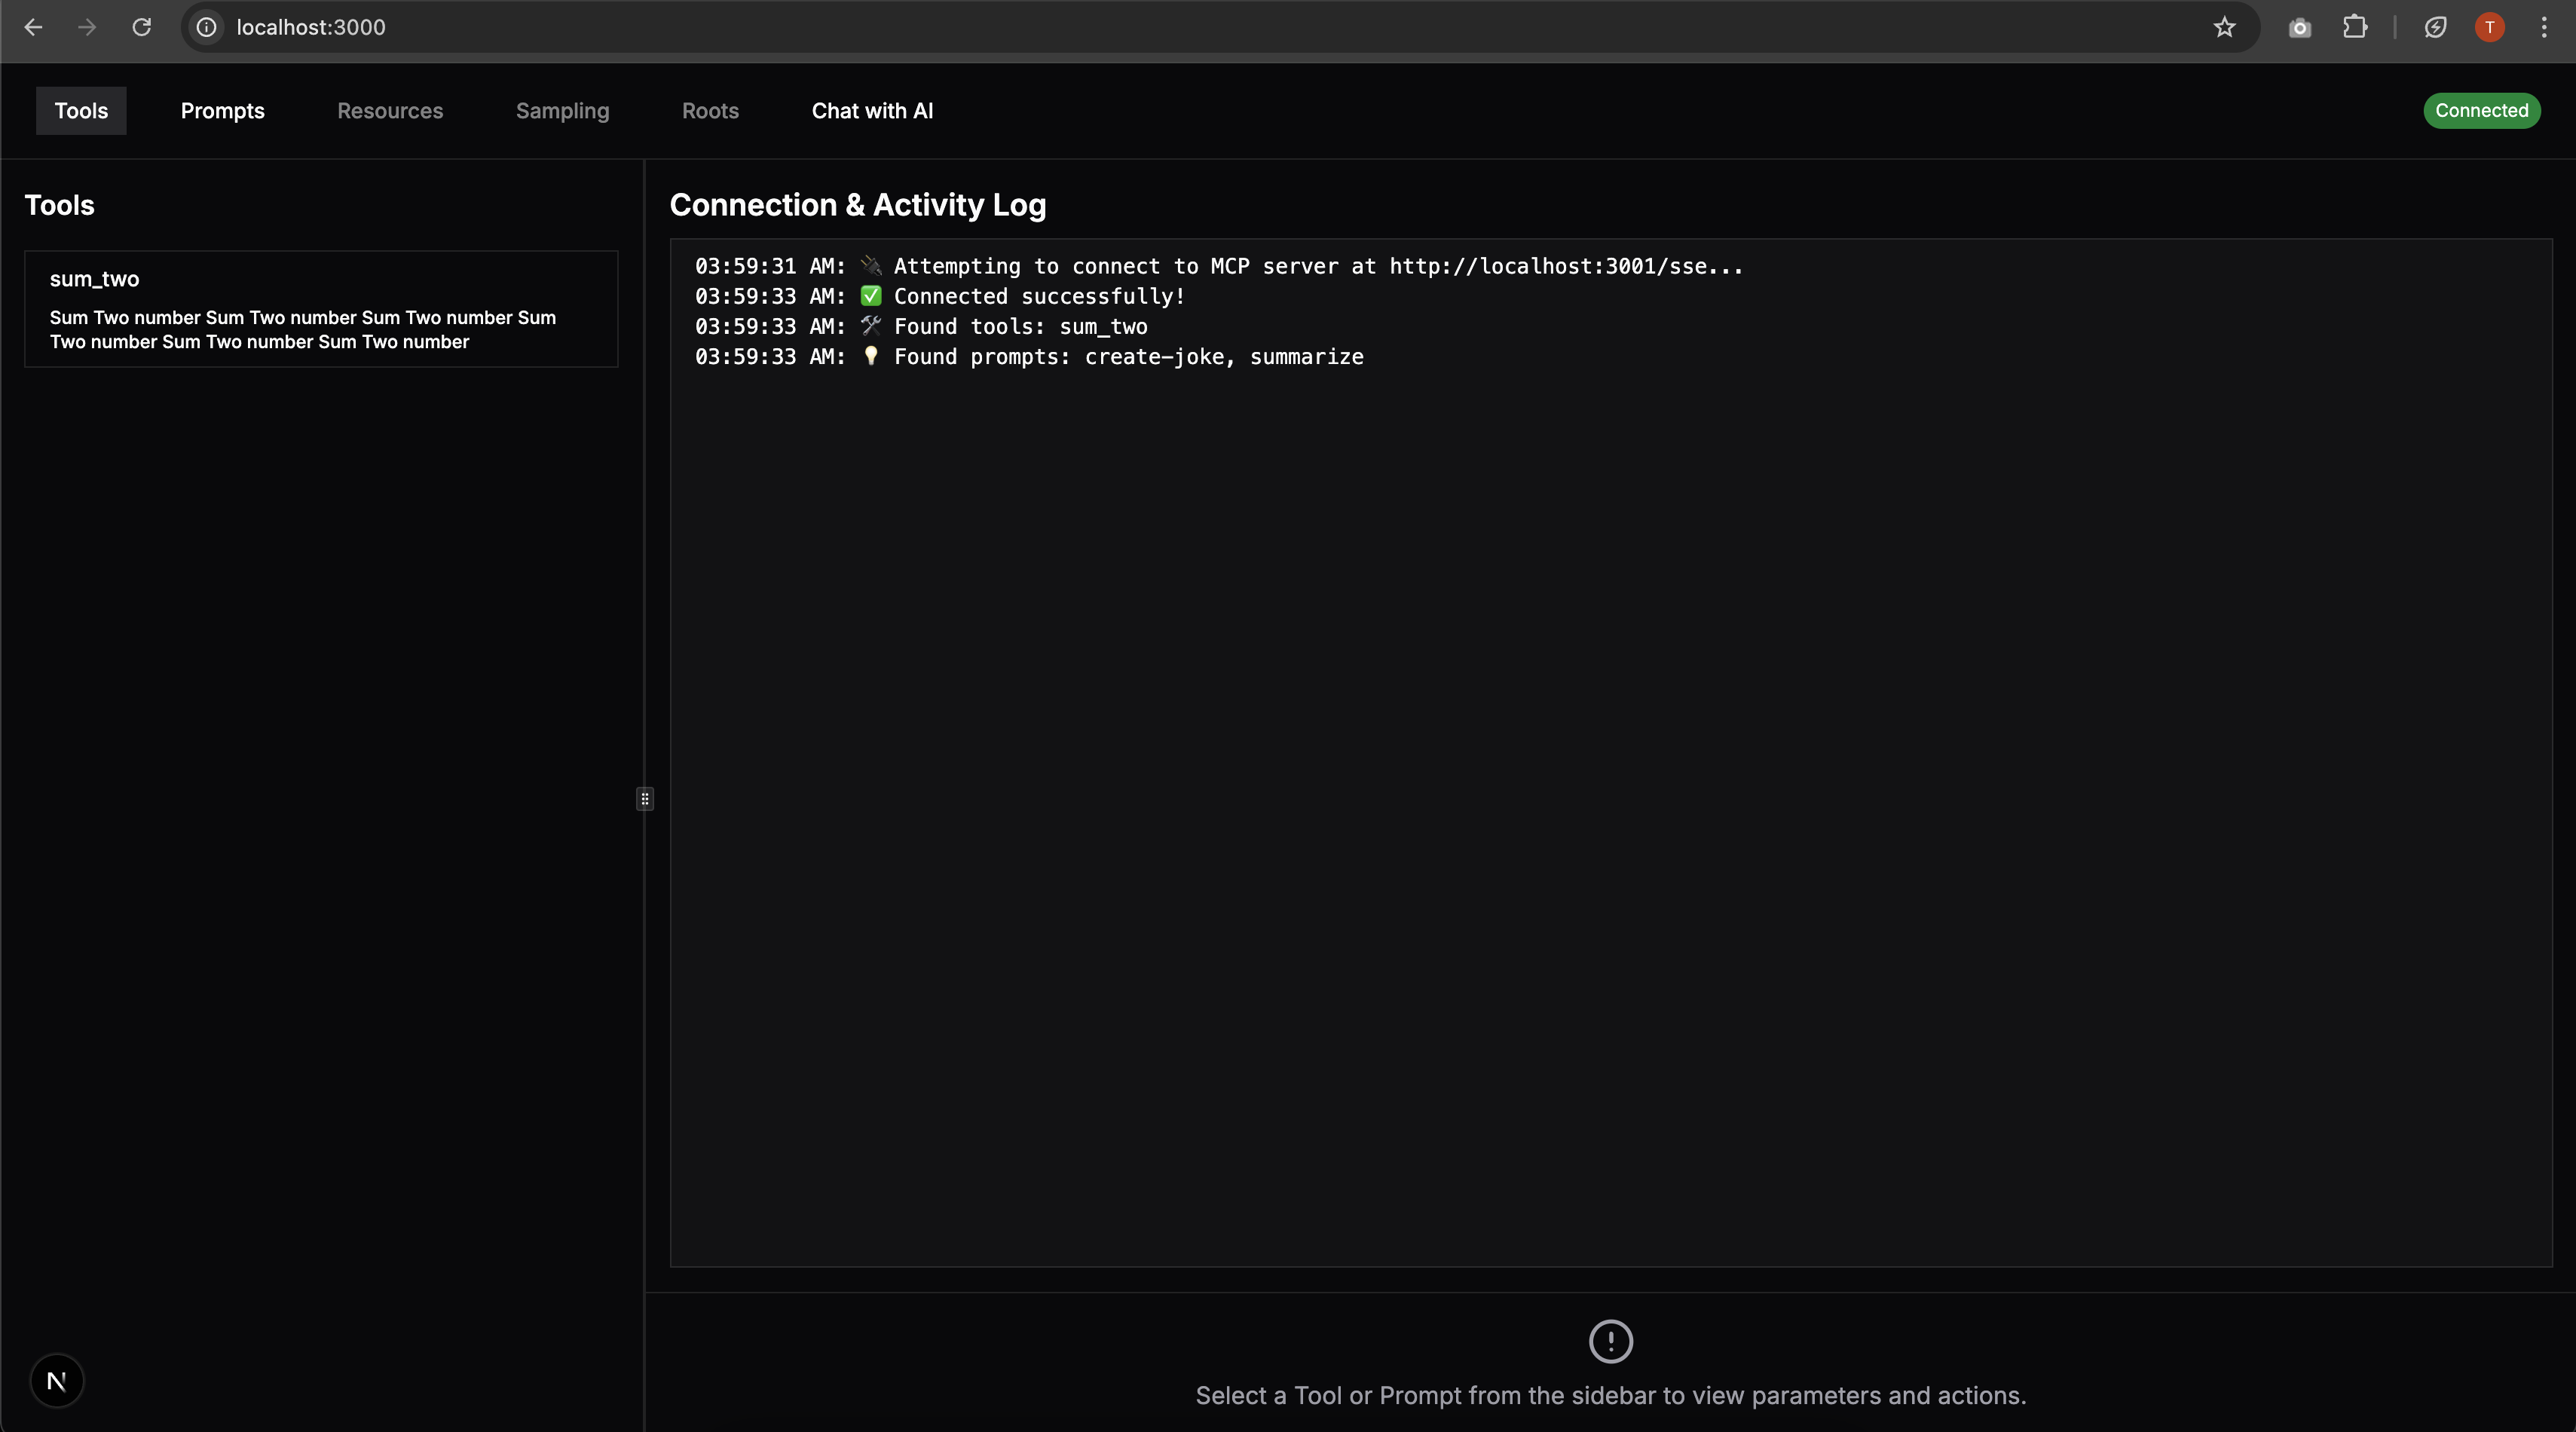 localhost:3000
T
Tools
Prompts
Resources
Sampling
Roots
Chat with AI
Connected
Tools
sum_two
Sum Two number Sum Two number Sum Two number Sum
Two number Sum Two number Sum Two number
Connection & Activity Log
03:59:31 AM: 🔌 Attempting to connect to MCP server at http://localhost:3001/sse...
03:59:33 AM: ✅ Connected successfully!
03:59:33 AM: 🛠️ Found tools: sum_two
03:59:33 AM: 💡 Found prompts: create-joke, summarize
N
Select a Tool or Prompt from the sidebar to view parameters and actions.